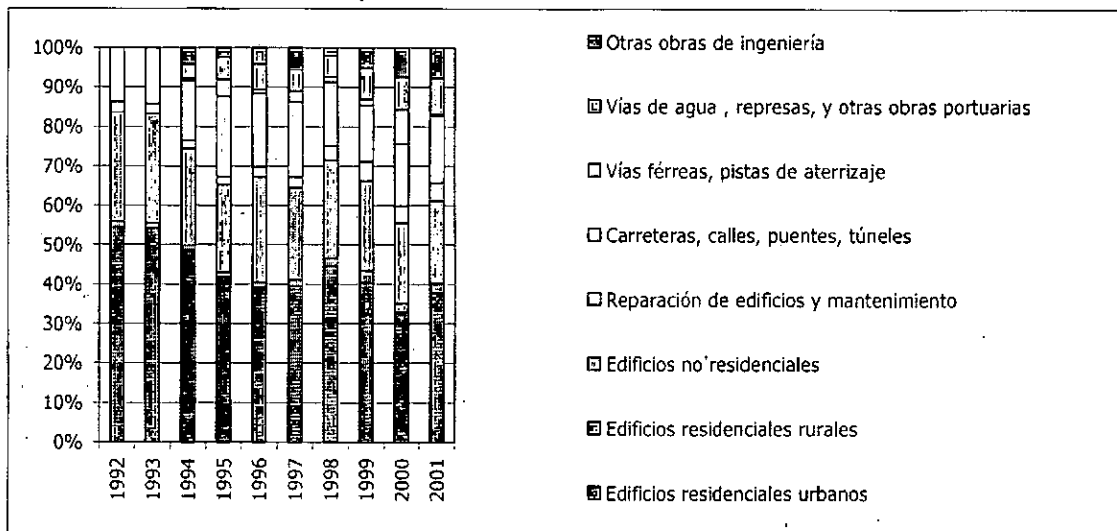 100%
90%
80%
70%
60%
50%
40%
30%
20%
10%
0%
1992
1993
1994
1995
1996
1997
1998
1999
2000
2001
Otras obras de ingeniería
Vías de agua , represas, y otras obras portuarias
Vías férreas, pistas de aterrizaje
Carreteras, calles, puentes, túneles
Reparación de edificios y mantenimiento
Edificios no residenciales
Edificios residenciales rurales
Edificios residenciales urbanos